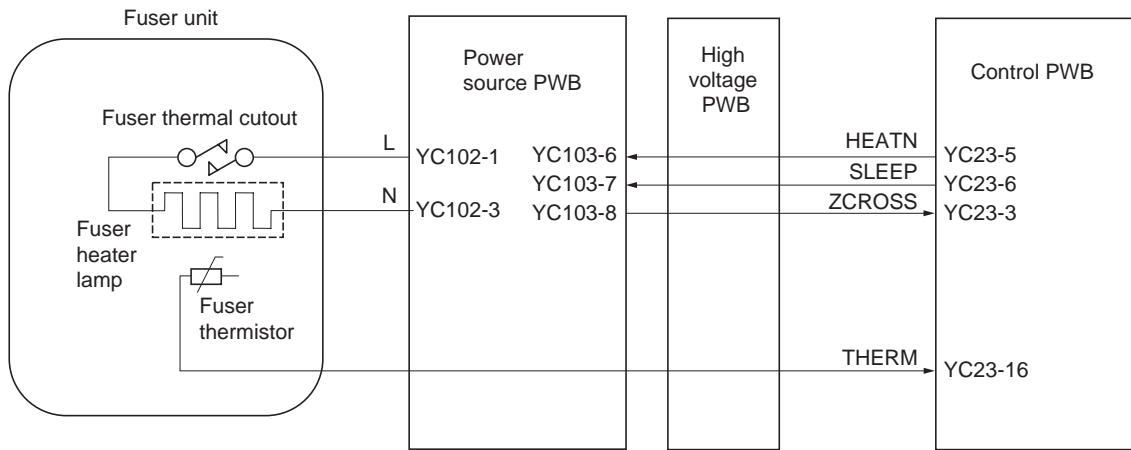 Fuser unit
Power
source PWB
High
voltage
PWB
Control PWB
Fuser thermal cutout
L
YC102-1
YC103-6
HEATN
YC23-5
YC103-7
SLEEP
YC23-6
N
YC102-3
YC103-8
ZCROSS
YC23-3
Fuser
heater
lamp
Fuser
thermistor
THERM
YC23-16